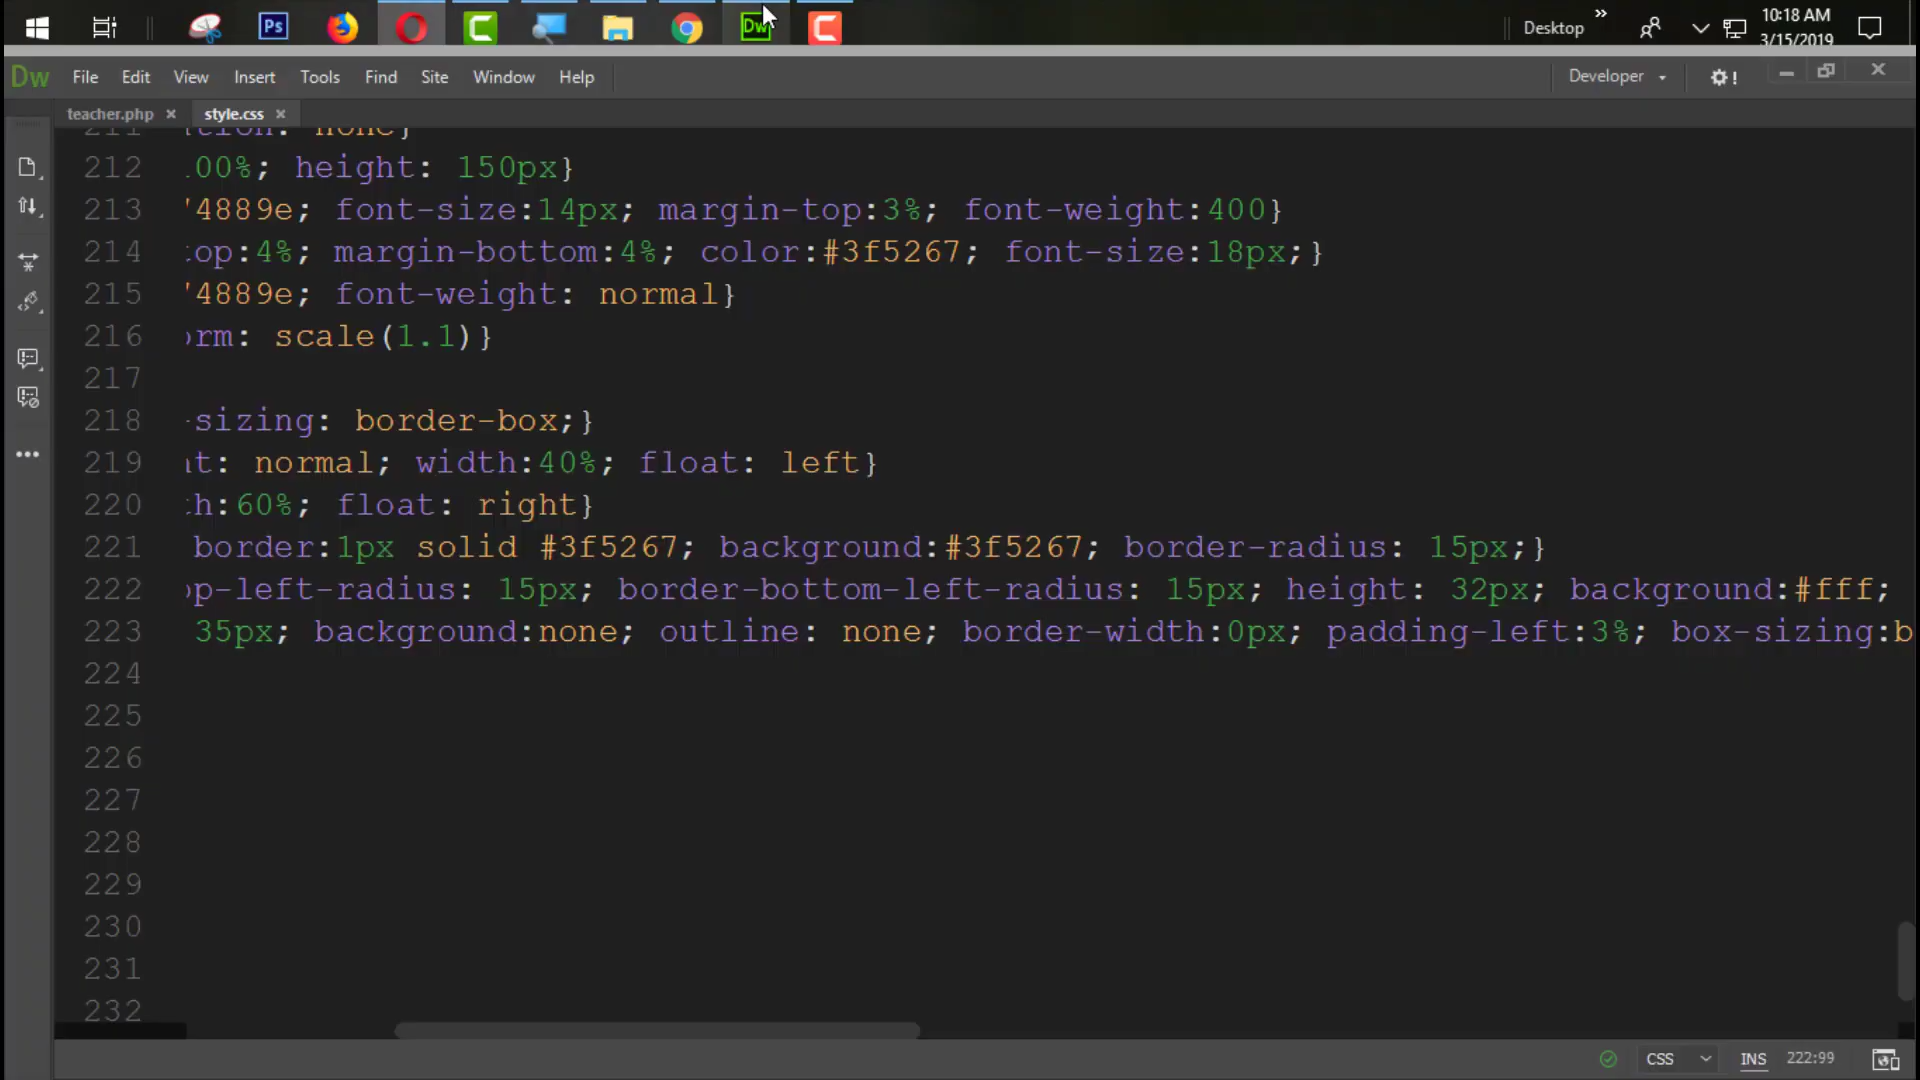 Ps
Dw
Desktop
10:18 AM
3/15/2019
Dw File Edit View Insert Tools Find Site Window Help
Developer
teacher.php × style.css ×
211 tion: none}
212 00%; height: 150px}
213 4889e; font-size:14px; margin-top:3%; font-weight:400}
214 op:4%; margin-bottom:4%; color:#3f5267; font-size:18px;}
215 4889e; font-weight: normal}
216 rm: scale(1.1)}
217
218 -sizing: border-box;}
219 t: normal; width:40%; float: left}
220 h:60%; float: right}
221 border:1px solid #3f5267; background:#3f5267; border-radius: 15px;}
222 p-left-radius: 15px; border-bottom-left-radius: 15px; height: 32px; background:#fff;
223 35px; background:none; outline: none; border-width:0px; padding-left:3%; box-sizing:b
224
225
226
227
228
229
230
231
232
CSS INS 222:99